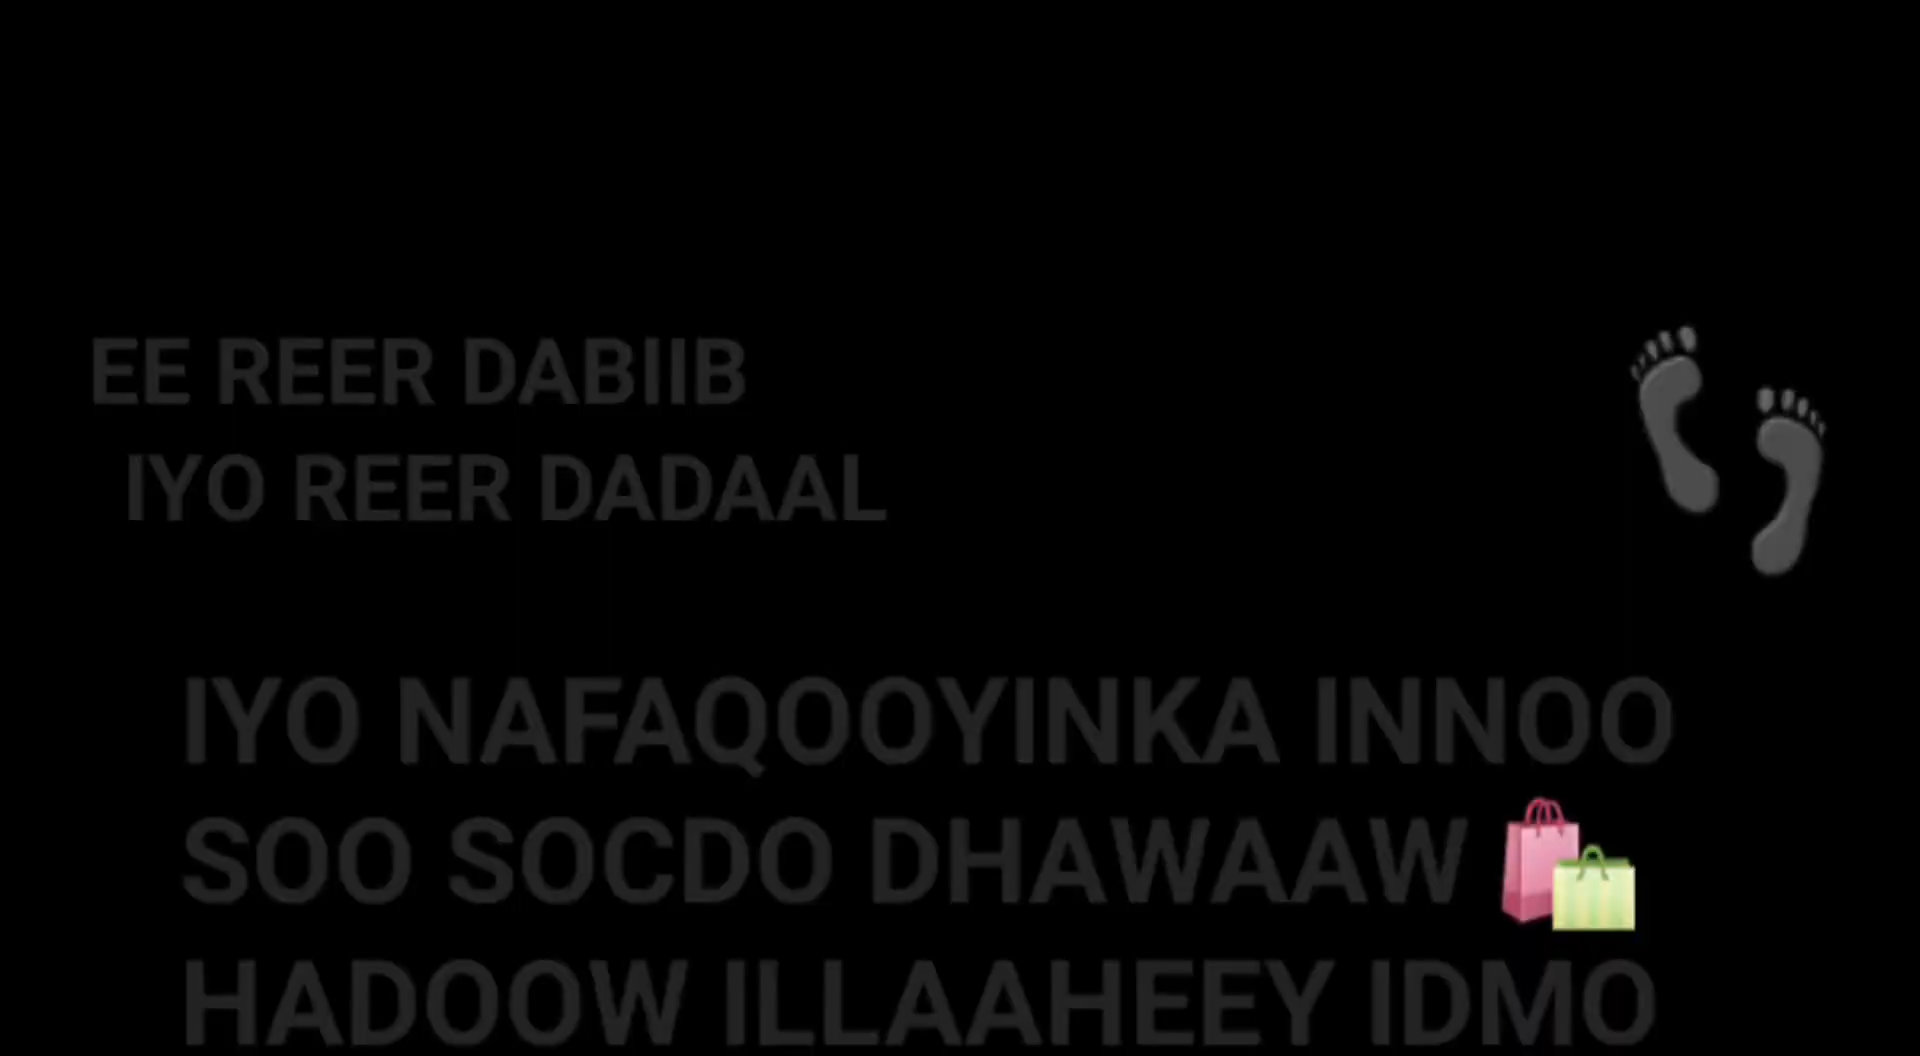 EE REER DABIIB
IYO REER DADAAL
IYO NAFAQOOYINKA INNOO
SOO SOCDO DHAWAAW
HADOOW ILLAAHEEY IDMO